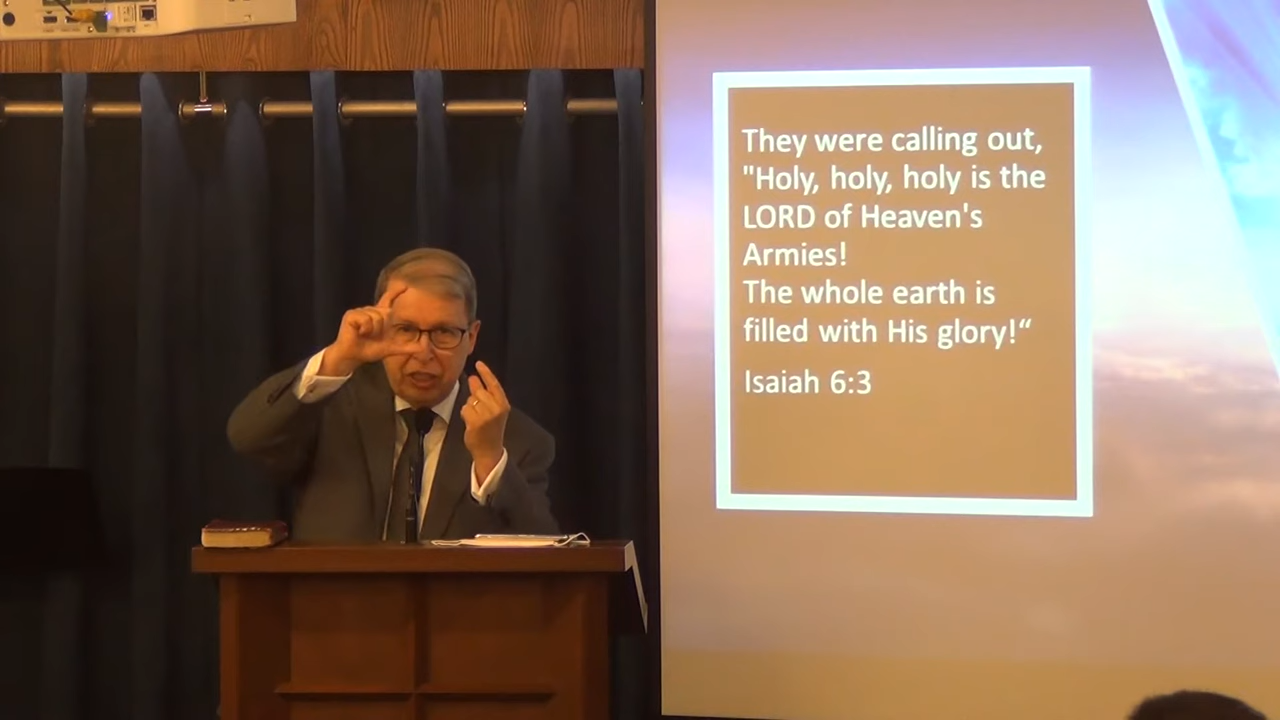 They were calling out,
"Holy, holy, holy is the
LORD of Heaven's
Armies!
The whole earth is
filled with His glory!“
Isaiah 6:3